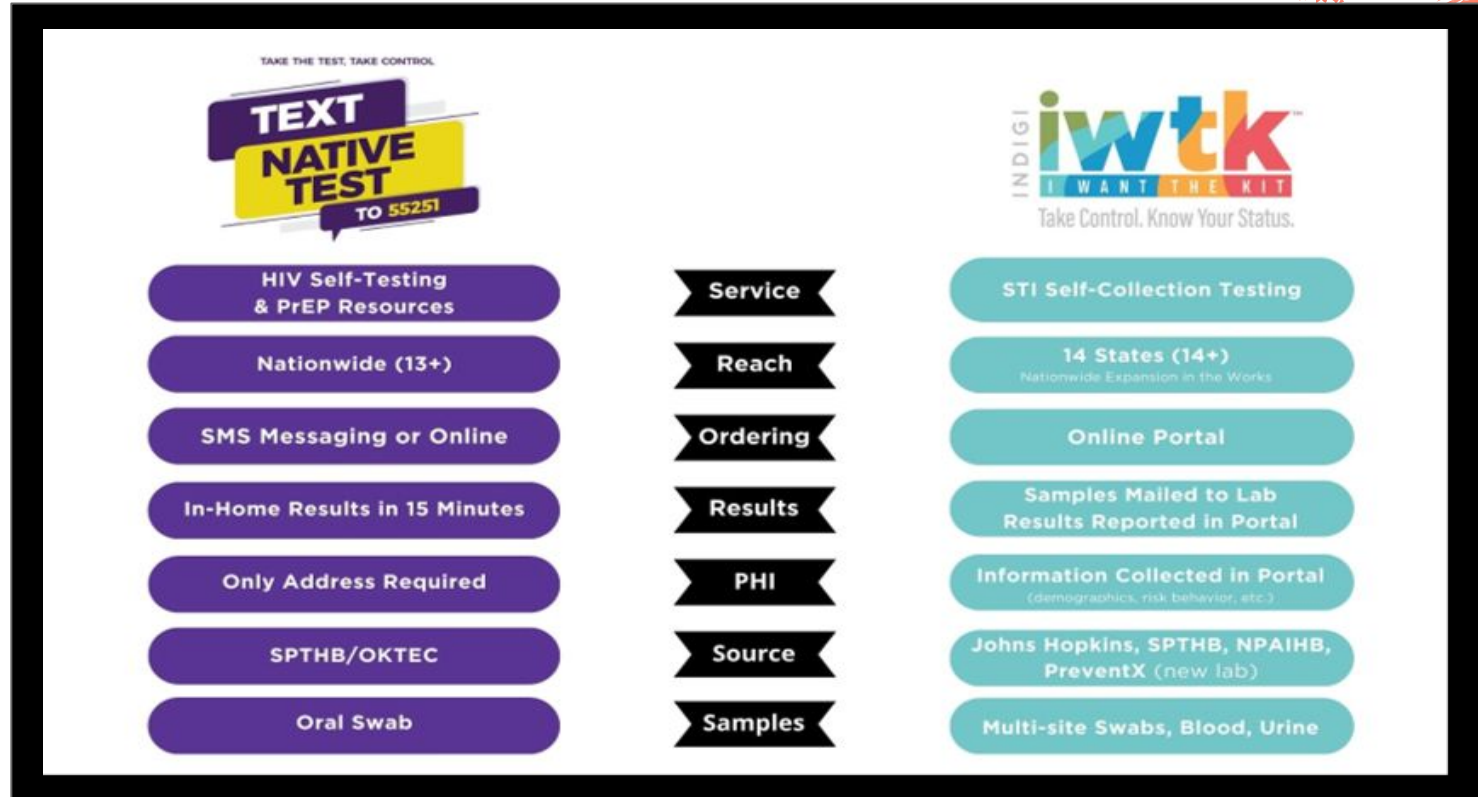 TAKE THE TEST, TAKE CONTROL
TEXT
NATIVE
TEST
TO 55251
INDIGI
iwtk
I WANT THE KIT
Take Control. Know Your Status.
HIV Self-Testing
& PrEP Resources
Service
STI Self-Collection Testing
Nationwide (13+)
Reach
14 States (14+)
Nationwide Expansion in the Works
SMS Messaging or Online
Ordering
Online Portal
In-Home Results in 15 Minutes
Results
Samples Mailed to Lab
Results Reported in Portal
Only Address Required
PHI
Information Collected in Portal
(demographics, risk behavior, etc.)
SPTHB/OKTEC
Source
Johns Hopkins, SPTHB, NPAIHB,
PreventX (new lab)
Oral Swab
Samples
Multi-site Swabs, Blood, Urine